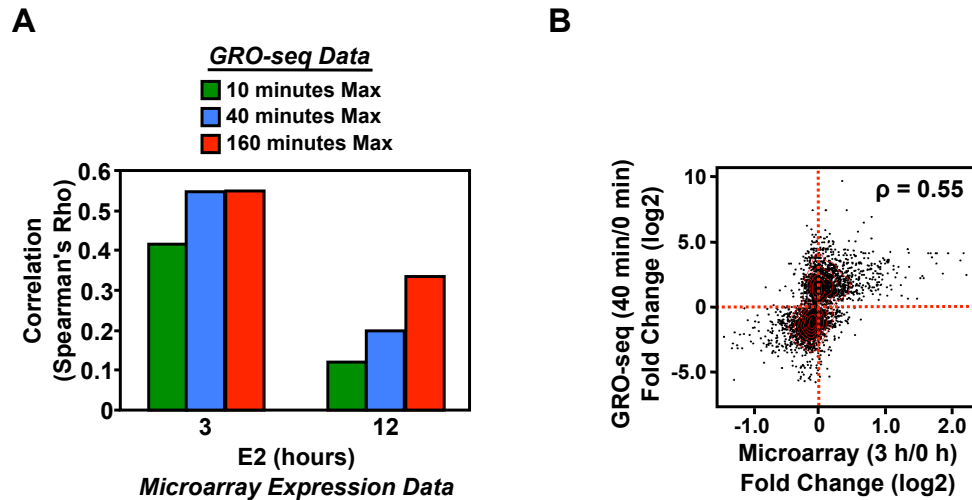 A
GRO-seq Data
10 minutes Max
40 minutes Max
160 minutes Max
Correlation
(Spearman's Rho)
0.6
0.5
0.4
0.3
0.2
0.1
0
3
12
E2 (hours)
Microarray Expression Data
B
GRO-seq (40 min/0 min)
Fold Change (log2)
10
5.0
0
-5.0
ρ = 0.55
-1.0
0
1.0
2.0
Microarray (3 h/0 h)
Fold Change (log2)